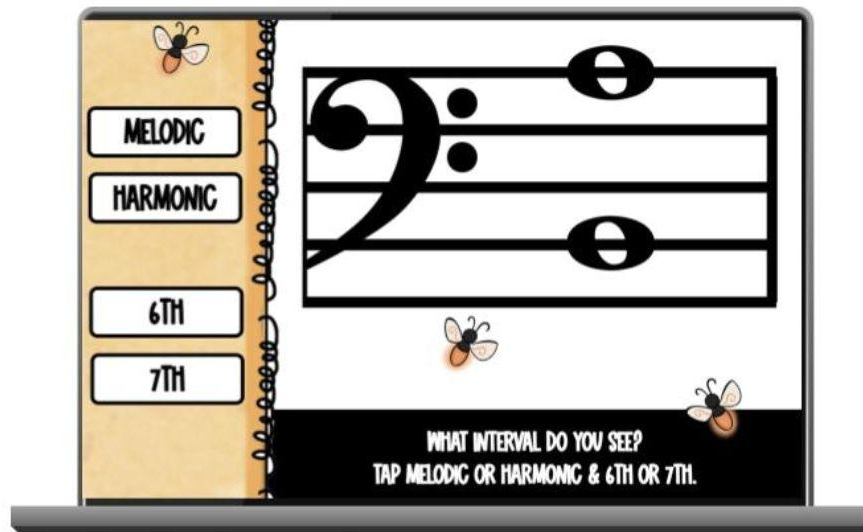 MELODIC
HARMONIC
6TH
7TH
WHAT INTERVAL DO YOU SEE?
TAP MELODIC OR HARMONIC & 6TH OR 7TH.